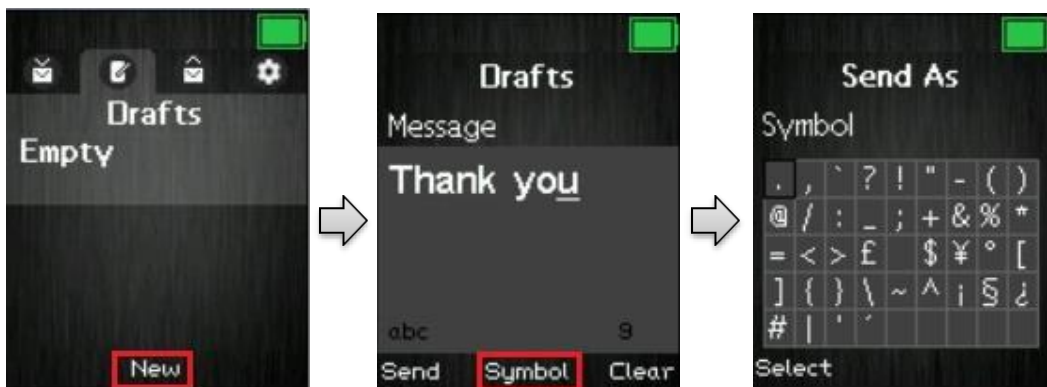 Drafts
Empty
New
Drafts
Message
Thank you
abc 9
Send Symbol Clear
Send As
Symbol
. , ` ? ! " - ( )
@ / : _ ; + & % *
= < > £ $ ¥ ° [
] { } \ ~ ^ ¡ § ¿
# | ' ´
Select